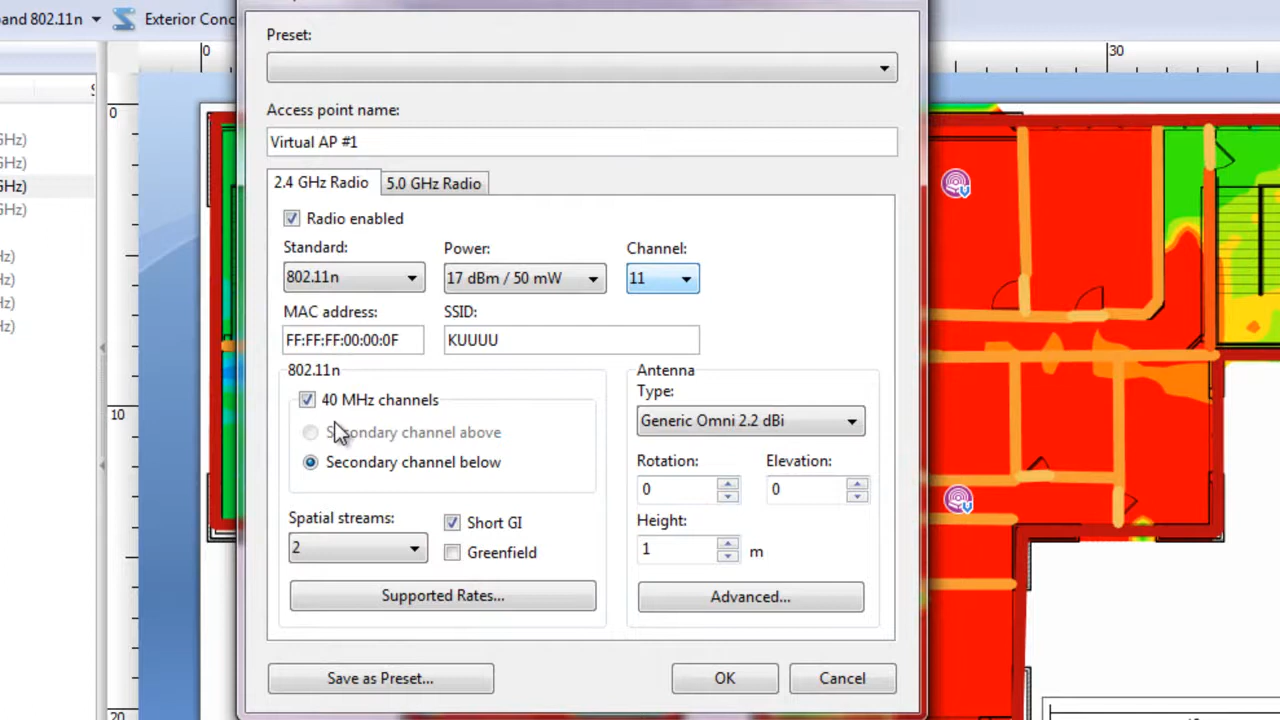 and 802.11n
Exterior Conc
0
30
S
0
GHz)
GHz)
GHz)
GHz)
Hz)
Hz)
Hz)
Hz)
10
20
Preset:
Access point name:
Virtual AP #1
2.4 GHz Radio
5.0 GHz Radio
Radio enabled
Standard:
Power:
Channel:
802.11n
17 dBm / 50 mW
11
MAC address:
SSID:
FF:FF:FF:00:00:0F
KUUUU
802.11n
40 MHz channels
Secondary channel above
Secondary channel below
Spatial streams:
2
Short GI
Greenfield
Supported Rates...
Antenna
Type:
Generic Omni 2.2 dBi
Rotation:
Elevation:
0
0
Height:
1
m
Advanced...
Save as Preset...
OK
Cancel